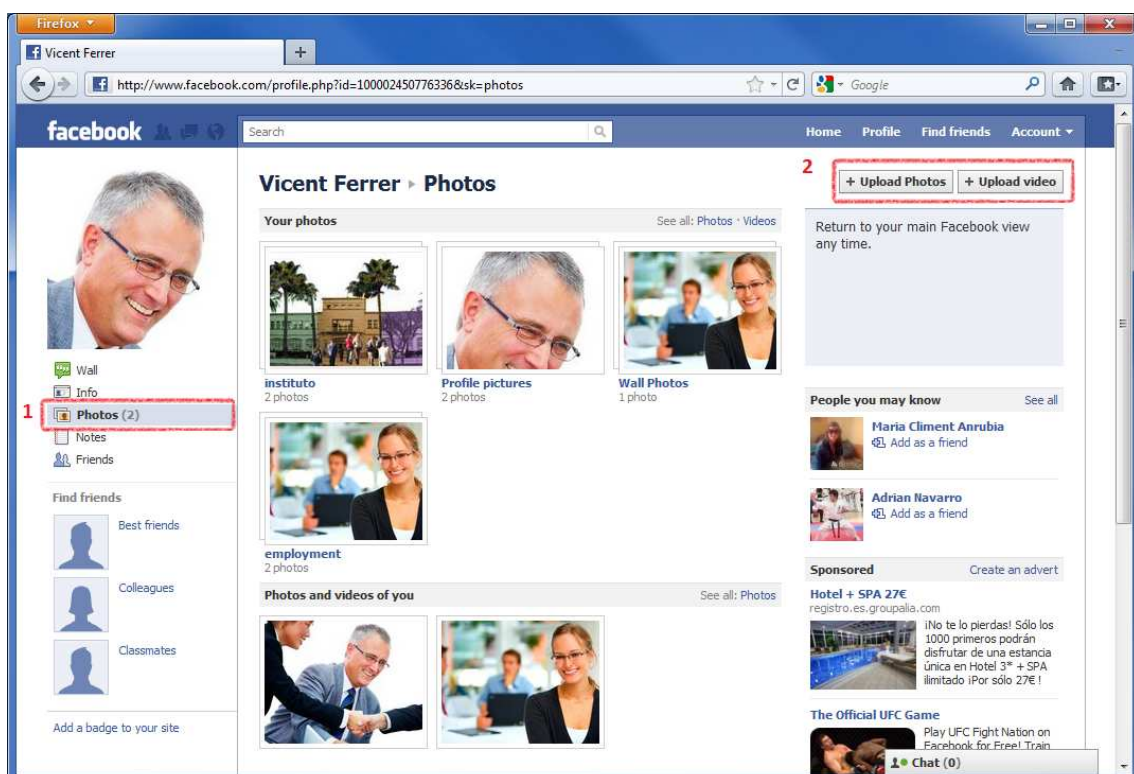 Firefox
Vicent Ferrer
http://www.facebook.com/profile.php?id=100002450776336&sk=photos
Google
facebook
Search
Home Profile Find friends Account
1
Wall
Info
Photos (2)
Notes
Friends
Find friends
Best friends
Colleagues
Classmates
Add a badge to your site
Vicent Ferrer Photos
Your photos See all: Photos · Videos
instituto
2 photos
Profile pictures
2 photos
Wall Photos
1 photo
employment
2 photos
Photos and videos of you See all: Photos
2
+ Upload Photos + Upload video
Return to your main Facebook view
any time.
People you may know See all
Maria Climent Anrubia
Add as a friend
Adrian Navarro
Add as a friend
Sponsored Create an advert
Hotel + SPA 27€
registro.es.groupalia.com
¡No te lo pierdas! Sólo los
1000 primeros podrán
disfrutar de una estancia
única en Hotel 3* + SPA
ilimitado ¡Por sólo 27€ !
The Official UFC Game
Play UFC Fight Nation on
Facebook for Free! Train
Chat (0)